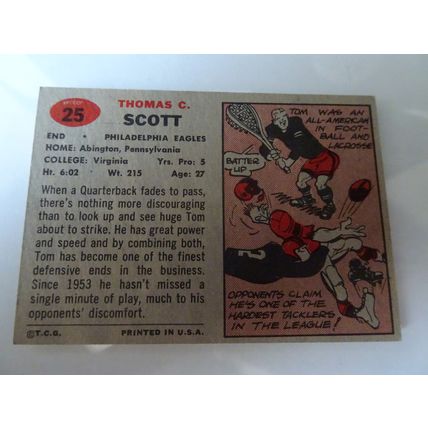 25
THOMAS C.
SCOTT
END • PHILADELPHIA EAGLES
HOME: Abington, Pennsylvania
COLLEGE: Virginia Yrs. Pro: 5
Ht. 6:02 Wt. 215 Age: 27
When a Quarterback fades to pass,
there's nothing more discouraging
than to look up and see huge Tom
about to strike. He has great power
and speed and by combining both,
Tom has become one of the finest
defensive ends in the business.
Since 1953 he hasn't missed a
single minute of play, much to his
opponents' discomfort.
©T.C.G. PRINTED IN U.S.A.
TOM WAS AN
ALL-AMERICAN
IN FOOT-
BALL AND
LACROSSE
BATTER
UP
2
OPPONENTS CLAIM
HE'S ONE OF THE
HARDEST TACKLERS
IN THE LEAGUE!